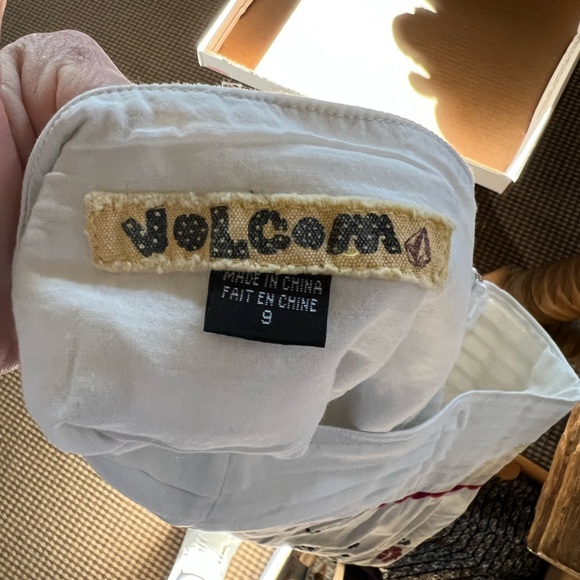 VOLCOM
MADE IN CHINA
FAIT EN CHINE
9